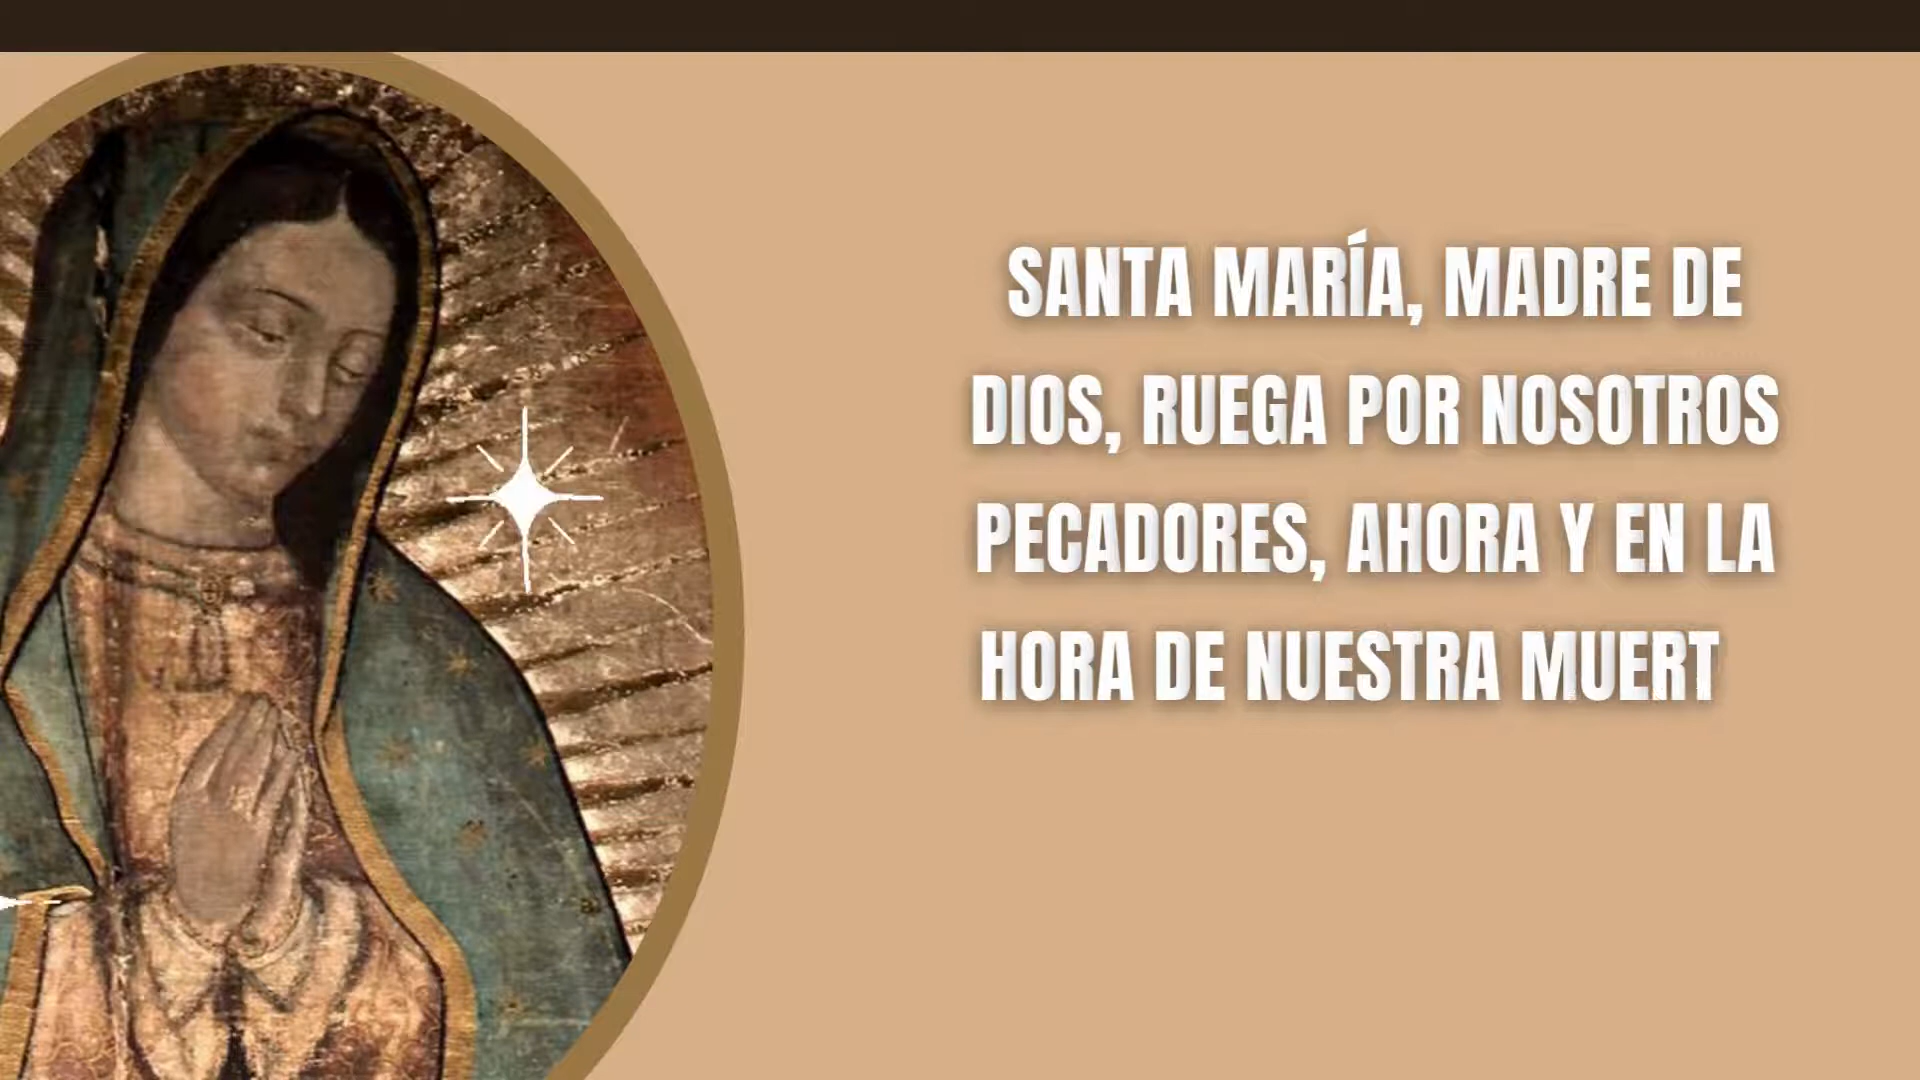 SANTA MARÍA, MADRE DE
DIOS, RUEGA POR NOSOTROS
PECADORES, AHORA Y EN LA
HORA DE NUESTRA MUERT